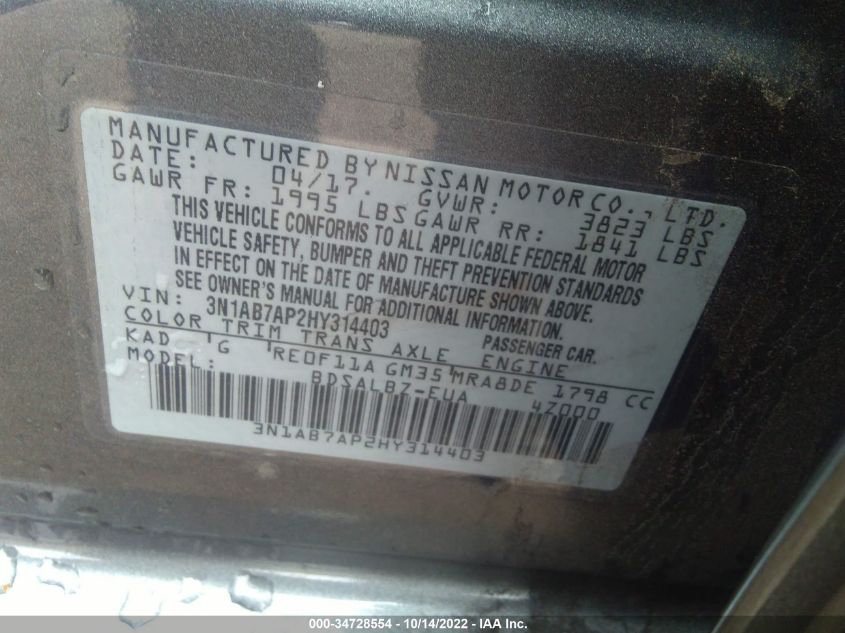 MANUFACTURED BY NISSAN MOTOR CO., LTD.
DATE: 04/17. GVWR: 3823 LBS
GAWR FR: 1995 LBS GAWR RR: 1841 LBS
THIS VEHICLE CONFORMS TO ALL APPLICABLE FEDERAL MOTOR
VEHICLE SAFETY, BUMPER AND THEFT PREVENTION STANDARDS
IN EFFECT ON THE DATE OF MANUFACTURE SHOWN ABOVE.
SEE OWNER'S MANUAL FOR ADDITIONAL INFORMATION.
VIN: 3N1AB7AP2HY314403 PASSENGER CAR.
COLOR TRIM TRANS AXLE ENGINE
KAD G RE0F11A GM35 MRA8DE 1798 CC
MODEL: BDSALBZ-EUA 4Z000
3N1AB7AP2HY314403
000-34728554 - 10/14/2022 - IAA Inc.